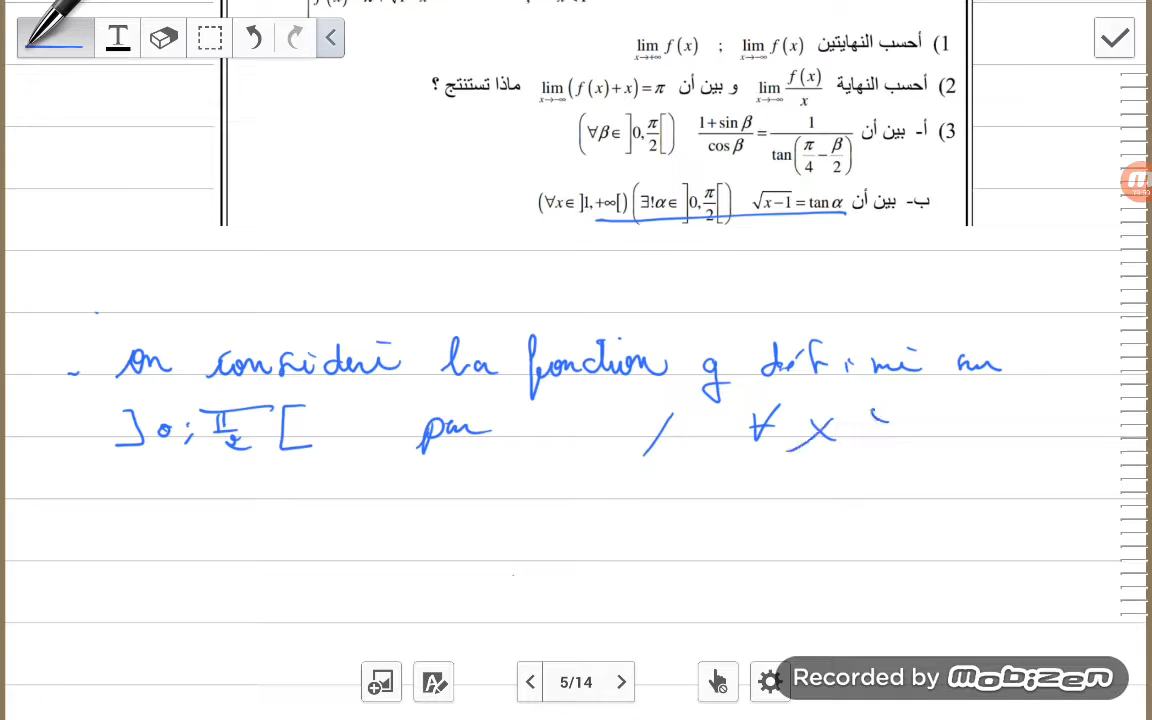 1) أحسب النهايتين lim_{x→-∞} f(x) ; lim_{x→+∞} f(x)
2) أحسب النهاية lim_{x→-∞} f(x)/x و بين أن lim_{x→-∞} (f(x)+x)=π ماذا تستنتج ؟
3) أ- بين أن (∀β∈]0,π/2[) (1+sin β)/cos β = 1/tan(π/4 − β/2)
ب- بين أن (∀x∈]1,+∞[)(∃!α∈]0,π/2[) √(x−1) = tan α
- on considère la fonction g défini sur
]0; π/2[ par / ∀ x
5/14
Recorded by mobizen